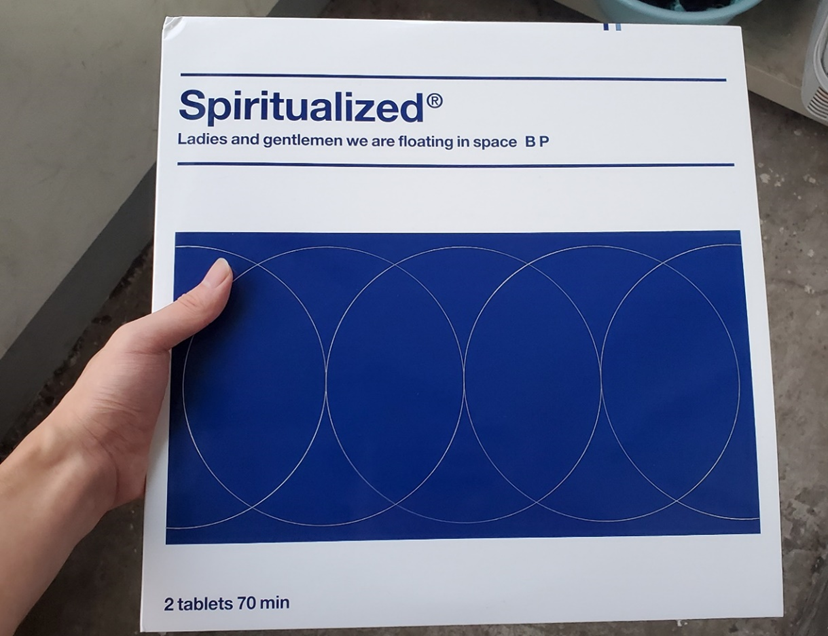 Spiritualized®
Ladies and gentlemen we are floating in space B P
2 tablets 70 min